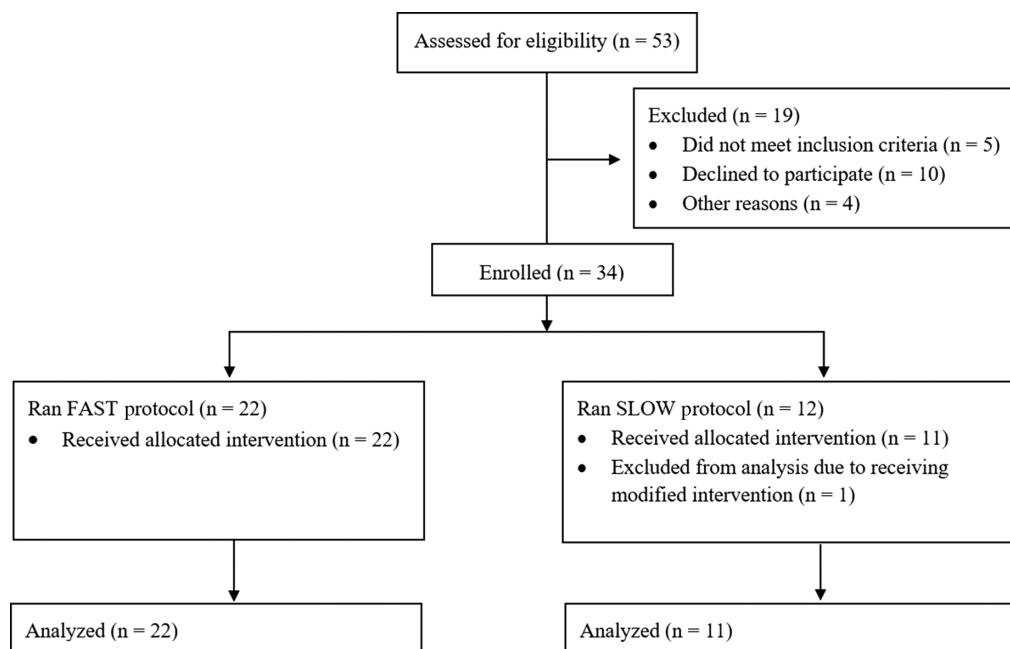 Assessed for eligibility (n = 53)
Excluded (n = 19)
• Did not meet inclusion criteria (n = 5)
• Declined to participate (n = 10)
• Other reasons (n = 4)
Enrolled (n = 34)
Ran FAST protocol (n = 22)
• Received allocated intervention (n = 22)
Ran SLOW protocol (n = 12)
• Received allocated intervention (n = 11)
• Excluded from analysis due to receiving
modified intervention (n = 1)
Analyzed (n = 22)
Analyzed (n = 11)